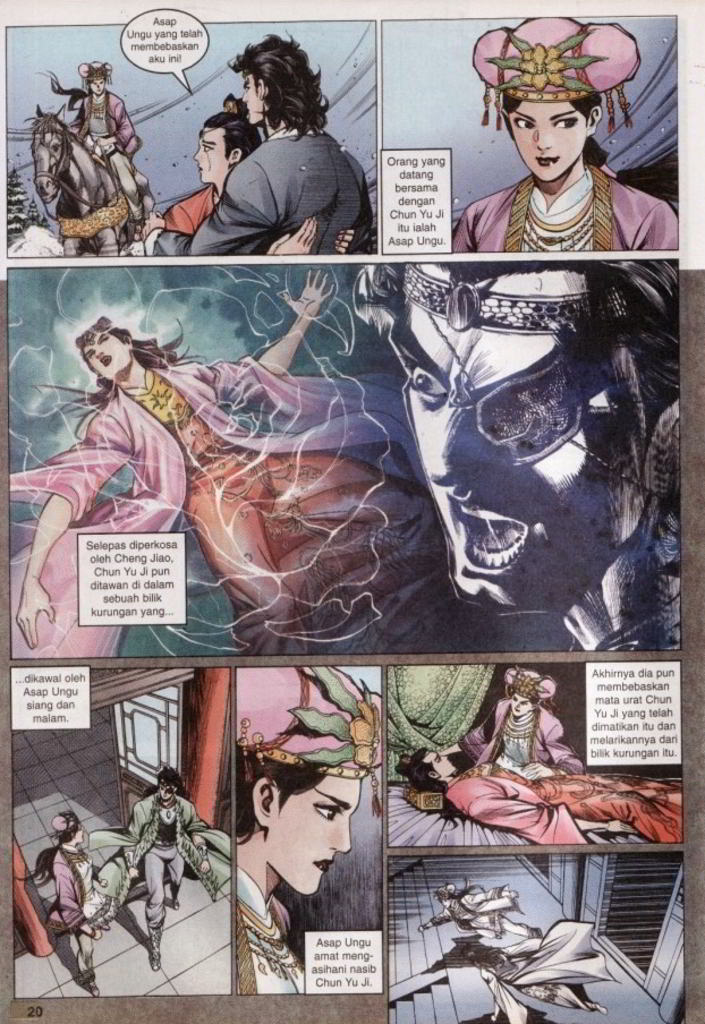 Asap
Ungu yang telah
membebaskan
aku ini!
Orang yang
datang
bersama
dengan
Chun Yu Ji
itu ialah
Asap Ungu.
Selepas diperkosa
oleh Cheng Jiao,
Chun Yu Ji pun
ditawan di dalam
sebuah bilik
kurungan yang...
...dikawal oleh
Asap Ungu
siang dan
malam.
Asap Ungu
amat meng-
asihani nasib
Chun Yu Ji.
Akhirnya dia pun
membebaskan
mata urat Chun
Yu Ji yang telah
dimatikan itu dan
melarikannya dari
bilik kurungan itu.
20